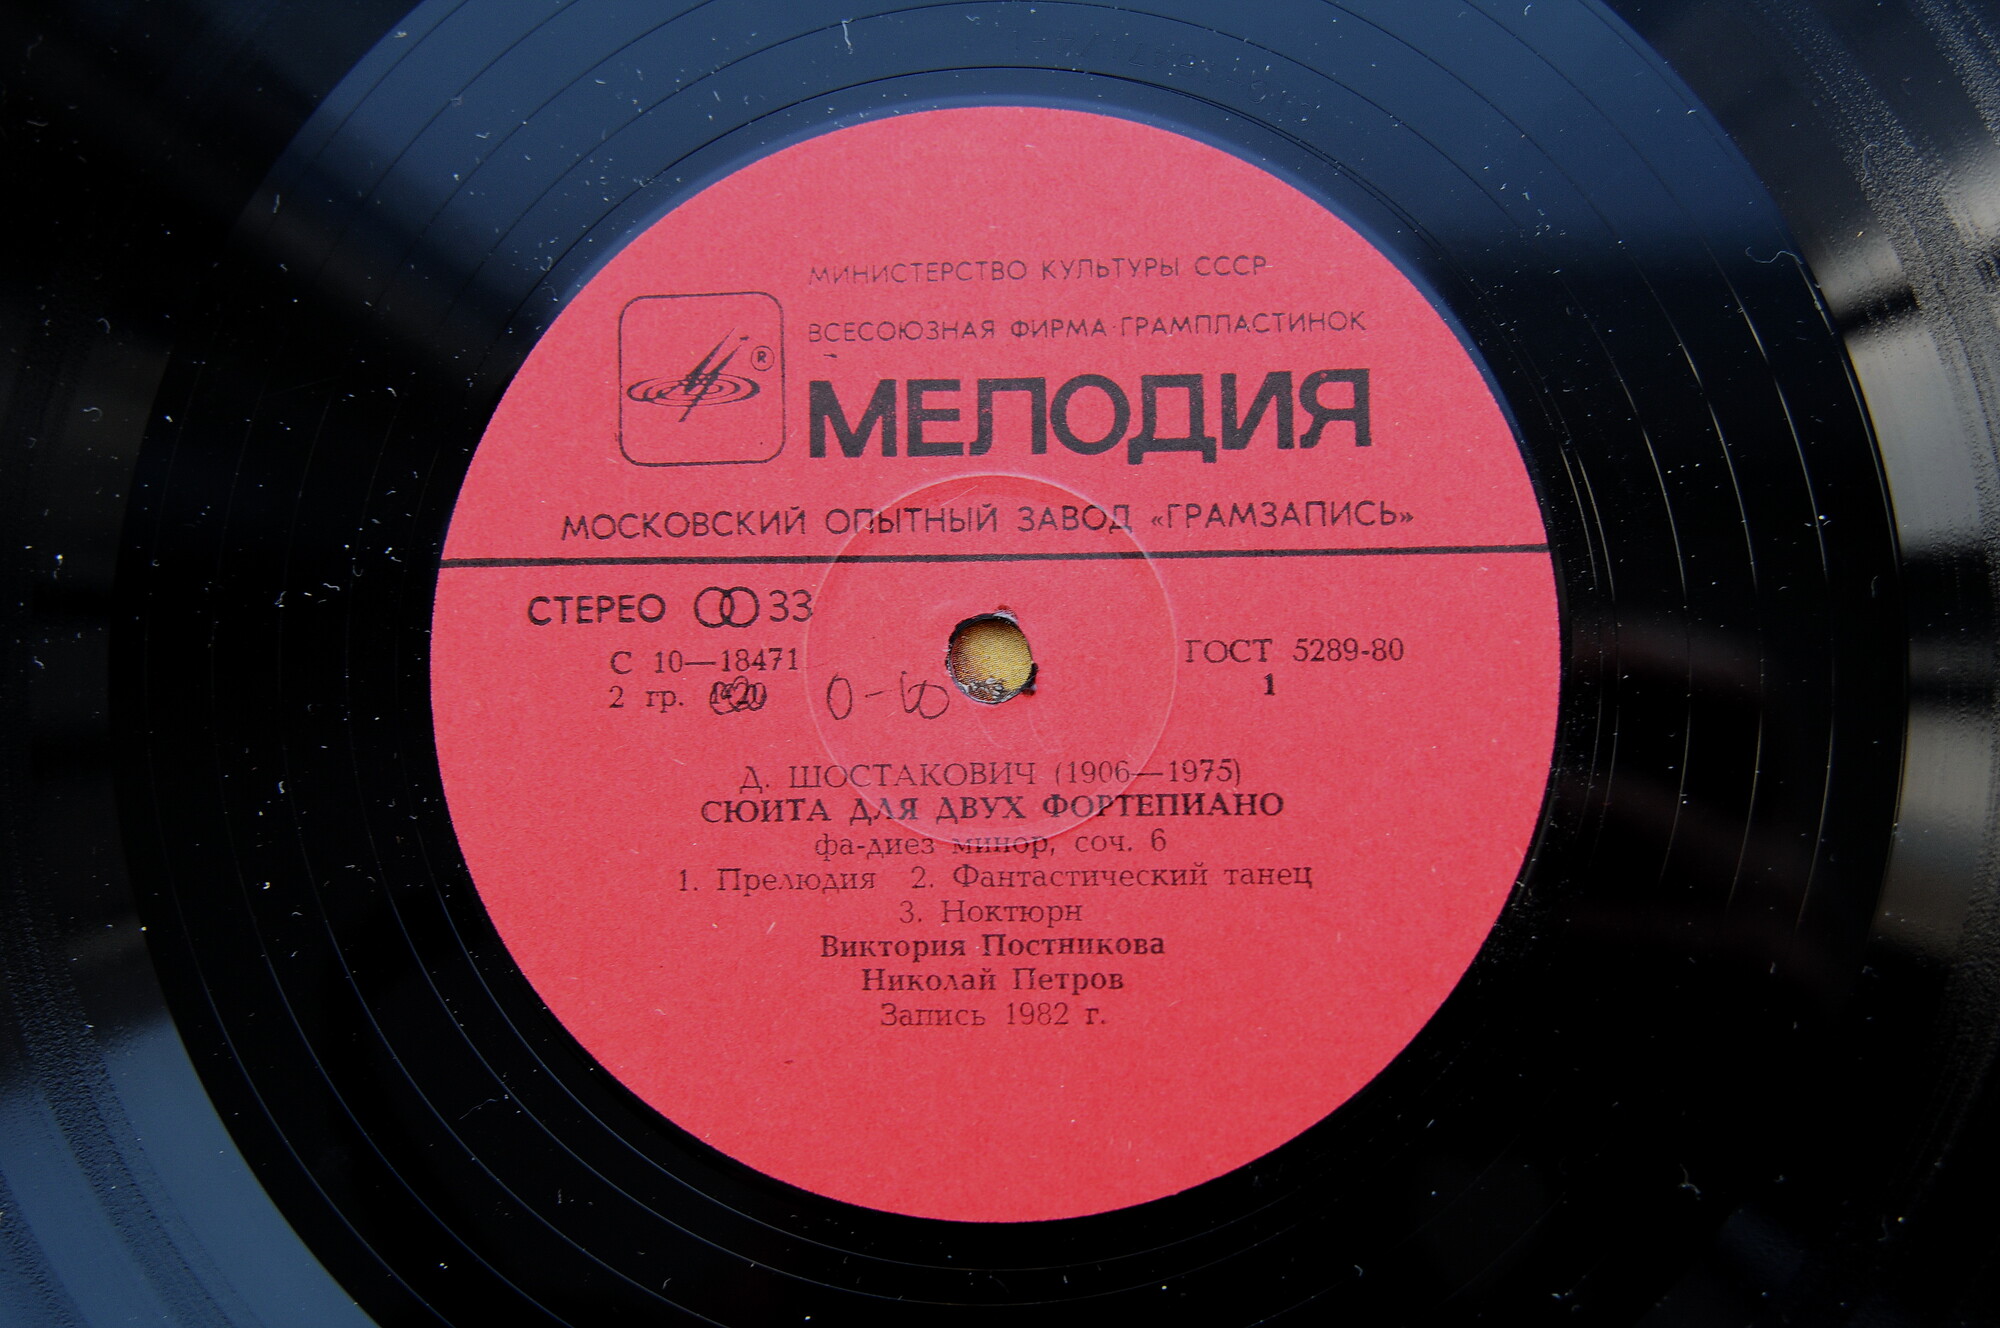 МИНИСТЕРСТВО КУЛЬТУРЫ СССР
ВСЕСОЮЗНАЯ ФИРМА ГРАМПЛАСТИНОК
®
МЕЛОДИЯ
МОСКОВСКИЙ ОПЫТНЫЙ ЗАВОД «ГРАМЗАПИСЬ»
СТЕРЕО 33
С 10—18471
ГОСТ 5289-80
2 гр.
1
Д. ШОСТАКОВИЧ (1906—1975)
СЮИТА ДЛЯ ДВУХ ФОРТЕПИАНО
фа-диез минор, соч. 6
1. Прелюдия 2. Фантастический танец
3. Ноктюрн
Виктория Постникова
Николай Петров
Запись 1982 г.